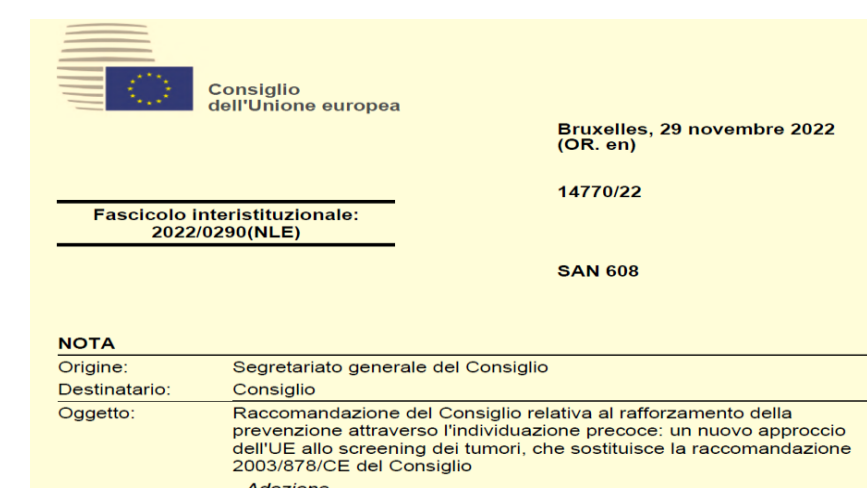 Consiglio
dell'Unione europea
Bruxelles, 29 novembre 2022
(OR. en)
14770/22
Fascicolo interistituzionale:
2022/0290(NLE)
SAN 608
NOTA
Origine: Segretariato generale del Consiglio
Destinatario: Consiglio
Oggetto: Raccomandazione del Consiglio relativa al rafforzamento della
prevenzione attraverso l'individuazione precoce: un nuovo approccio
dell'UE allo screening dei tumori, che sostituisce la raccomandazione
2003/878/CE del Consiglio